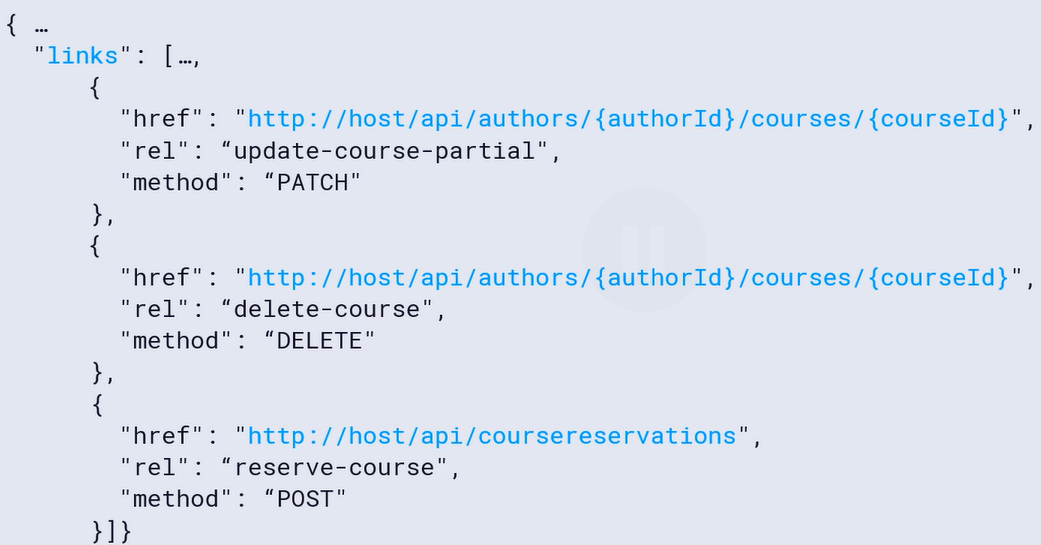 { …
"links": […,
{
"href": "http://host/api/authors/{authorId}/courses/{courseId}",
"rel": “update-course-partial",
"method": “PATCH"
},
{
"href": "http://host/api/authors/{authorId}/courses/{courseId}",
"rel": “delete-course",
"method": “DELETE"
},
{
"href": "http://host/api/coursereservations",
"rel": “reserve-course",
"method": “POST"
}]}